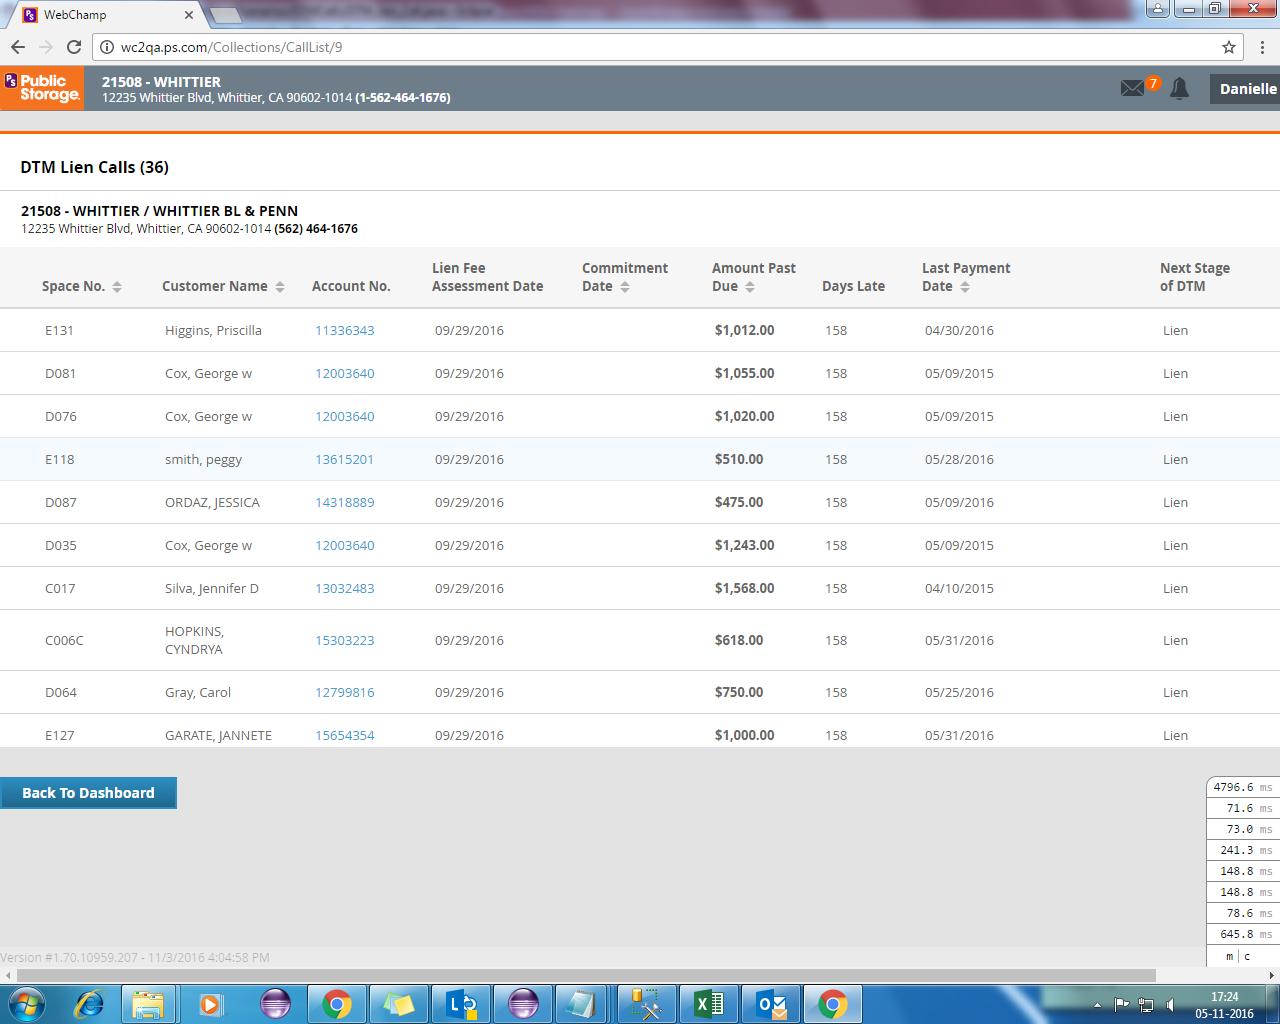 WebChamp
wc2qa.ps.com/Collections/CallList/9
PS Public Storage.
21508 - WHITTIER
12235 Whittier Blvd, Whittier, CA 90602-1014 (1-562-464-1676)
7
Danielle
DTM Lien Calls (36)
21508 - WHITTIER / WHITTIER BL & PENN
12235 Whittier Blvd, Whittier, CA 90602-1014 (562) 464-1676
Space No. Customer Name Account No. Lien Fee Assessment Date Commitment Date Amount Past Due Days Late Last Payment Date Next Stage of DTM
E131 Higgins, Priscilla 11336343 09/29/2016 $1,012.00 158 04/30/2016 Lien
D081 Cox, George w 12003640 09/29/2016 $1,055.00 158 05/09/2015 Lien
D076 Cox, George w 12003640 09/29/2016 $1,020.00 158 05/09/2015 Lien
E118 smith, peggy 13615201 09/29/2016 $510.00 158 05/28/2016 Lien
D087 ORDAZ, JESSICA 14318889 09/29/2016 $475.00 158 05/09/2016 Lien
D035 Cox, George w 12003640 09/29/2016 $1,243.00 158 05/09/2015 Lien
C017 Silva, Jennifer D 13032483 09/29/2016 $1,568.00 158 04/10/2015 Lien
C006C HOPKINS, CYNDRYA 15303223 09/29/2016 $618.00 158 05/31/2016 Lien
D064 Gray, Carol 12799816 09/29/2016 $750.00 158 05/25/2016 Lien
E127 GARATE, JANNETE 15654354 09/29/2016 $1,000.00 158 05/31/2016 Lien
Back To Dashboard
4796.6 ms
71.6 ms
73.0 ms
241.3 ms
148.8 ms
148.8 ms
78.6 ms
645.8 ms
m | c
Version #1.70.10959.207 - 11/3/2016 4:04:58 PM
17:24
05-11-2016